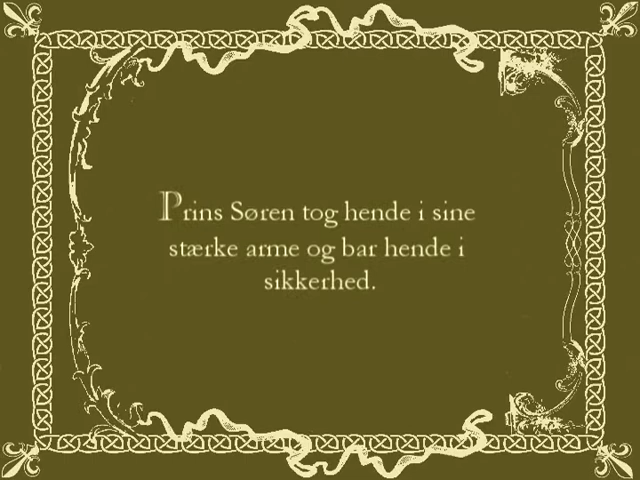 Prins Søren tog hende i sine
stærke arme og bar hende i
sikkerhed.